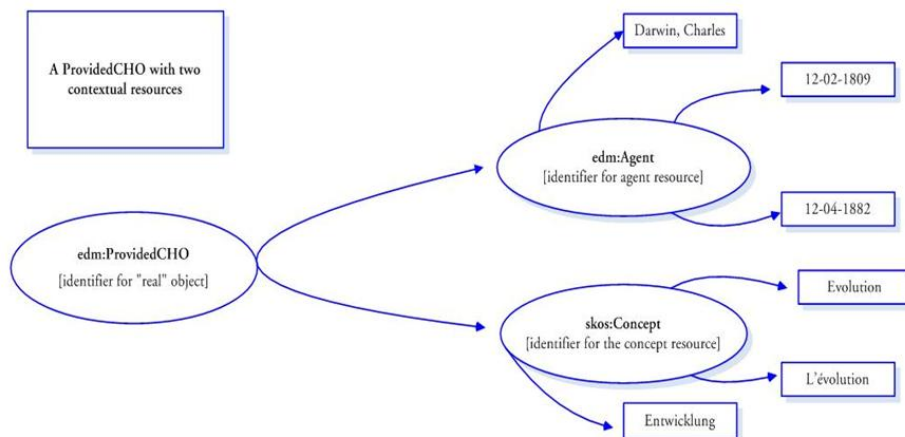 A ProvidedCHO with two
contextual resources
Darwin, Charles
12-02-1809
edm:Agent
[identifier for agent resource]
12-04-1882
edm:ProvidedCHO
[identifier for "real" object]
Evolution
skos:Concept
[identifier for the concept resource]
L'évolution
Entwicklung